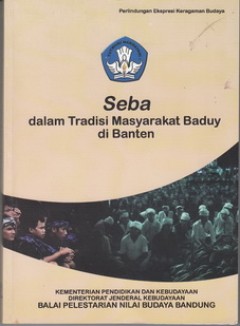 Perlindungan Ekspresi Keragaman Budaya
Seba
dalam Tradisi Masyarakat Baduy
di Banten
KEMENTERIAN PENDIDIKAN DAN KEBUDAYAAN
DIREKTORAT JENDERAL KEBUDAYAAN
BALAI PELESTARIAN NILAI BUDAYA BANDUNG